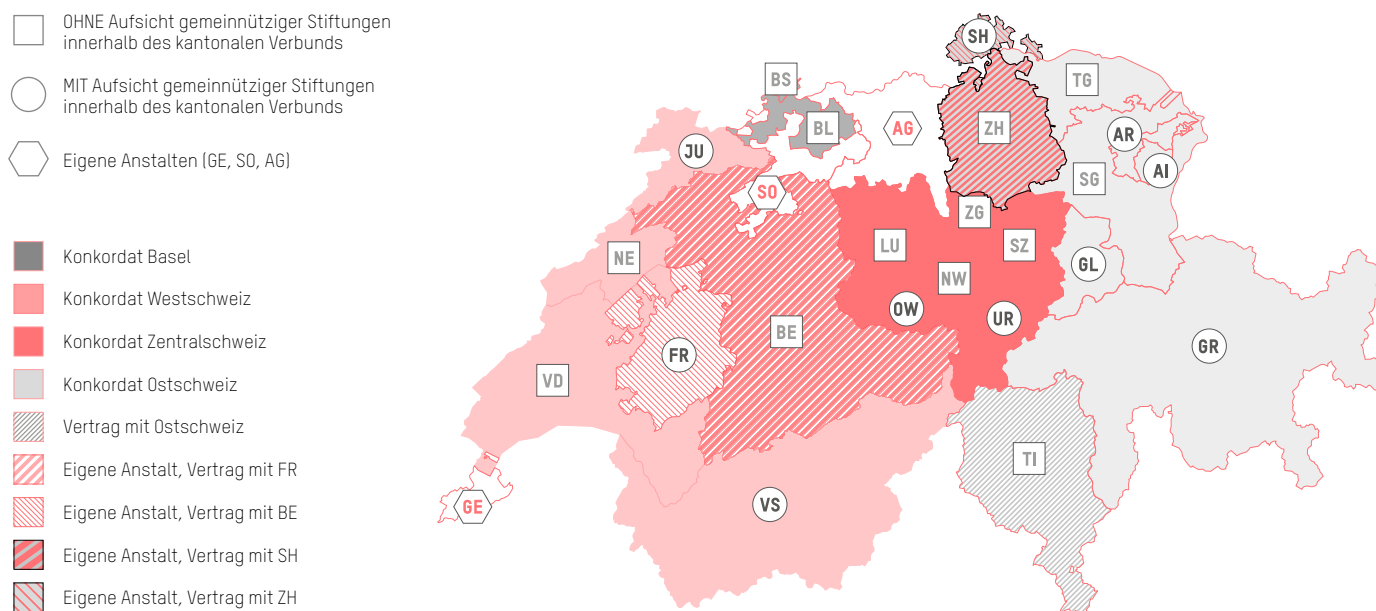 OHNE Aufsicht gemeinnütziger Stiftungen
innerhalb des kantonalen Verbunds
MIT Aufsicht gemeinnütziger Stiftungen
innerhalb des kantonalen Verbunds
Eigene Anstalten (GE, SO, AG)
Konkordat Basel
Konkordat Westschweiz
Konkordat Zentralschweiz
Konkordat Ostschweiz
Vertrag mit Ostschweiz
Eigene Anstalt, Vertrag mit FR
Eigene Anstalt, Vertrag mit BE
Eigene Anstalt, Vertrag mit SH
Eigene Anstalt, Vertrag mit ZH
SH
BS
TG
BL
AG
ZH
AR
JU
AI
SO
SG
ZG
LU
SZ
NE
GL
NW
OW
UR
BE
GR
FR
VD
TI
GE
VS